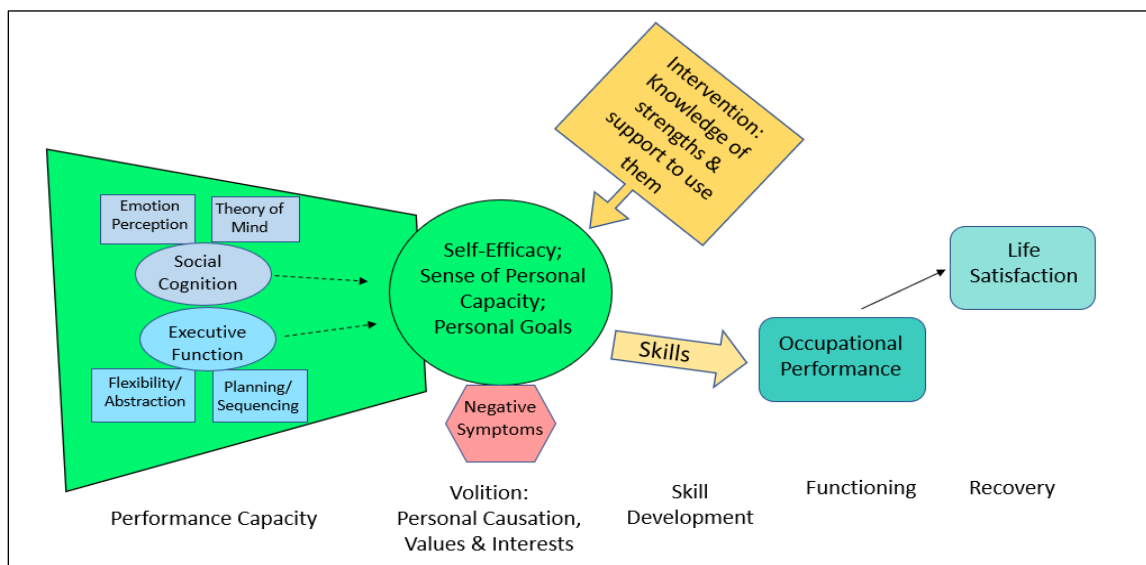 Intervention:
Knowledge of
strengths &
support to use
them
Emotion
Perception
Theory of
Mind
Social
Cognition
Executive
Function
Flexibility/
Abstraction
Planning/
Sequencing
Self-Efficacy;
Sense of Personal
Capacity;
Personal Goals
Negative
Symptoms
Skills
Occupational
Performance
Life
Satisfaction
Performance Capacity
Volition:
Personal Causation,
Values & Interests
Skill
Development
Functioning
Recovery